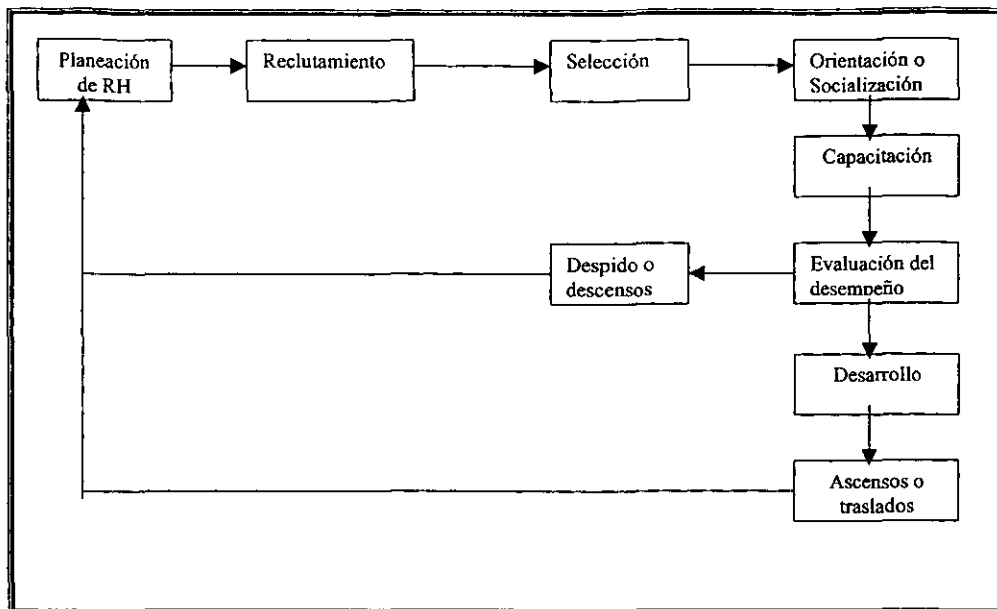 Planeación
de RH
Reclutamiento
Selección
Orientación o
Socialización
Capacitación
Despido o
descensos
Evaluación del
desempeño
Desarrollo
Ascensos o
traslados